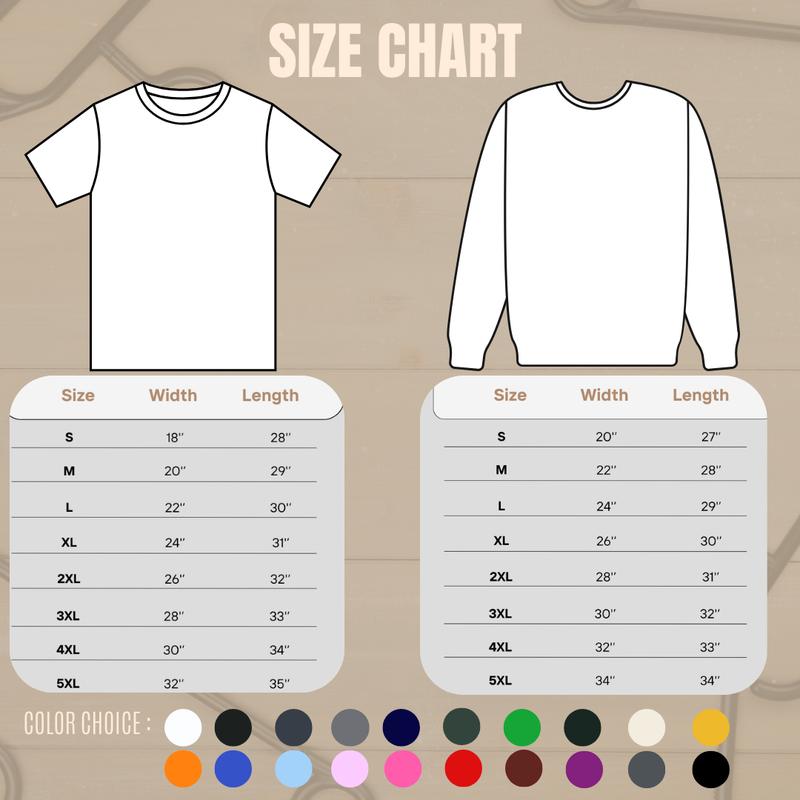 SIZE CHART
Size Width Length
S 18'' 28''
M 20'' 29''
L 22'' 30''
XL 24'' 31''
2XL 26'' 32''
3XL 28'' 33''
4XL 30'' 34''
5XL 32'' 35''
Size Width Length
S 20'' 27''
M 22'' 28''
L 24'' 29''
XL 26'' 30''
2XL 28'' 31''
3XL 30'' 32''
4XL 32'' 33''
5XL 34'' 34''
COLOR CHOICE :